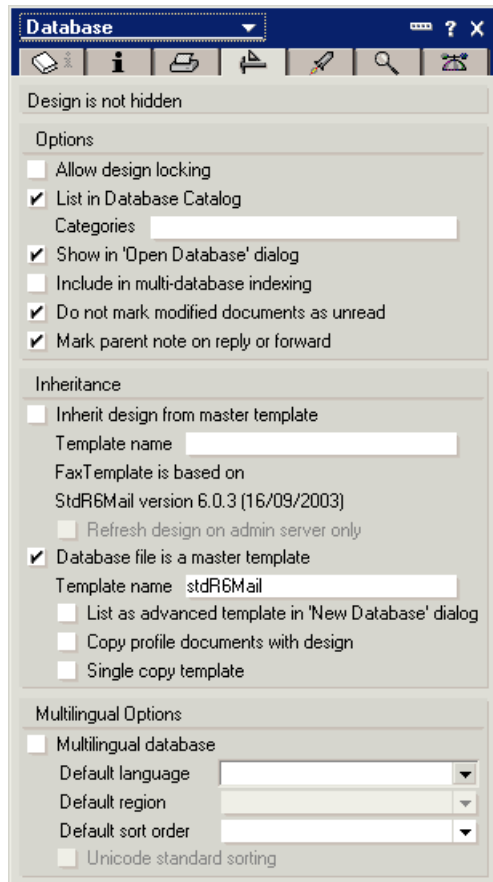 Database
? X
i i
Design is not hidden
Options
Allow design locking
List in Database Catalog
Categories
Show in 'Open Database' dialog
Include in multi-database indexing
Do not mark modified documents as unread
Mark parent note on reply or forward
Inheritance
Inherit design from master template
Template name
FaxTemplate is based on
StdR6Mail version 6.0.3 (16/09/2003)
Refresh design on admin server only
Database file is a master template
Template name stdR6Mail
List as advanced template in 'New Database' dialog
Copy profile documents with design
Single copy template
Multilingual Options
Multilingual database
Default language
Default region
Default sort order
Unicode standard sorting